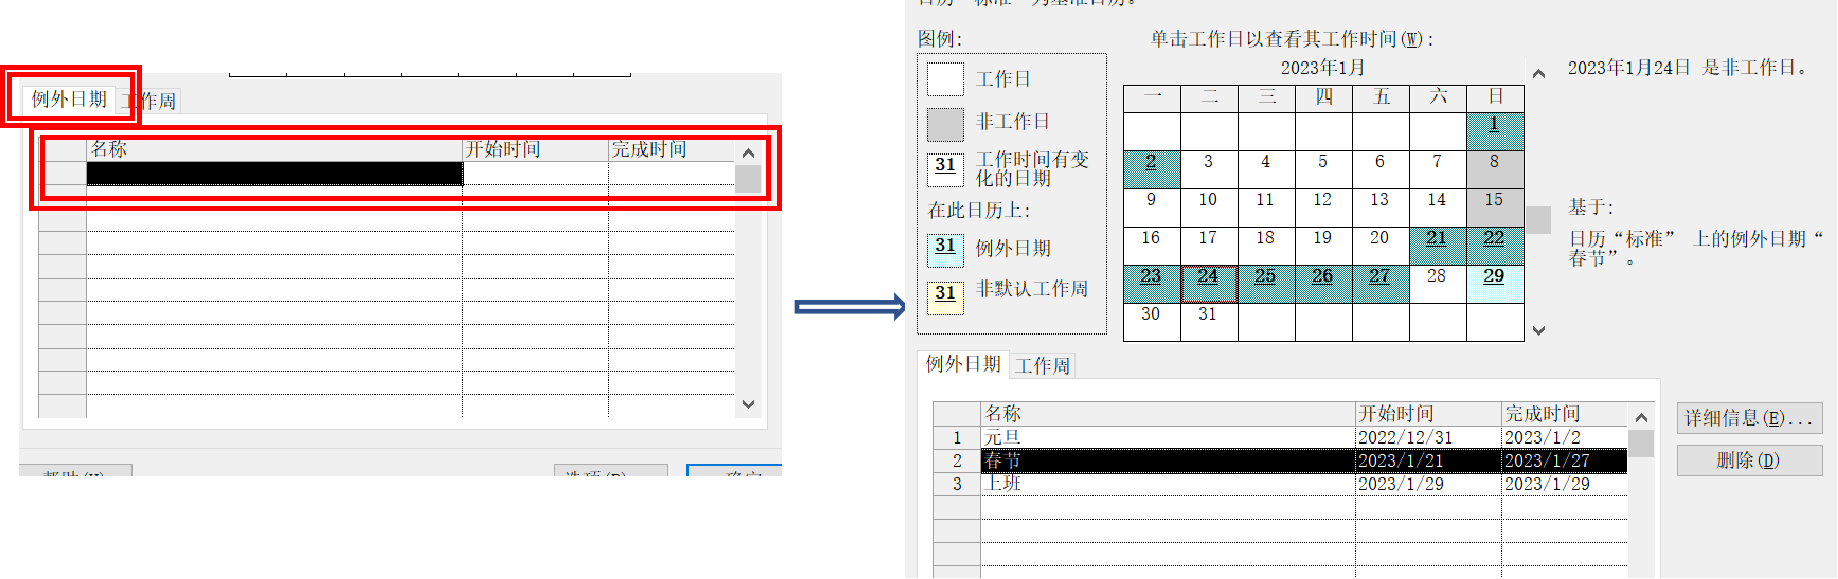 例外日期 工作周
名称 开始时间 完成时间
图例: 单击工作日以查看其工作时间(W):
2023年1月 2023年1月24日 是非工作日。
工作日
一 二 三 四 五 六 日
1
非工作日
2 3 4 5 6 7 8
31 工作时间有变
化的日期
9 10 11 12 13 14 15
在此日历上: 基于:
16 17 18 19 20 21 22
日历“标准” 上的例外日期“
春节”。
31 例外日期
23 24 25 26 27 28 29
31 非默认工作周
30 31
例外日期 工作周
名称 开始时间 完成时间
详细信息(E)...
1 元旦 2022/12/31 2023/1/2
2 春节 2023/1/21 2023/1/27
删除(D)
3 上班 2023/1/29 2023/1/29